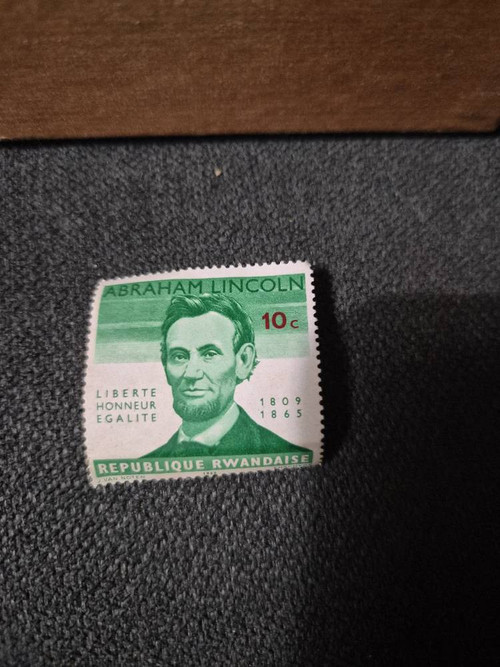 ABRAHAM LINCOLN
10c
LIBERTE
HONNEUR
EGALITE
1809
1865
REPUBLIQUE RWANDAISE